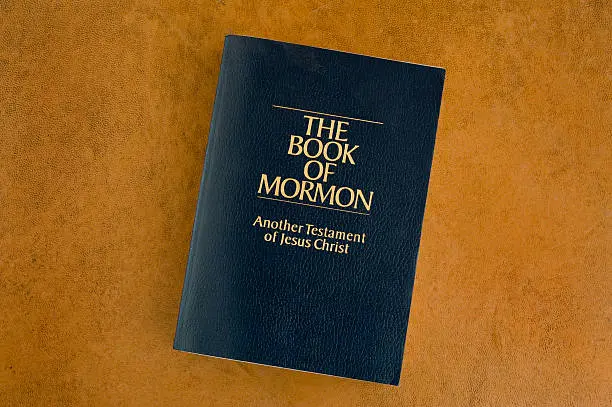 THE
BOOK
OF
MORMON
Another Testament
of Jesus Christ